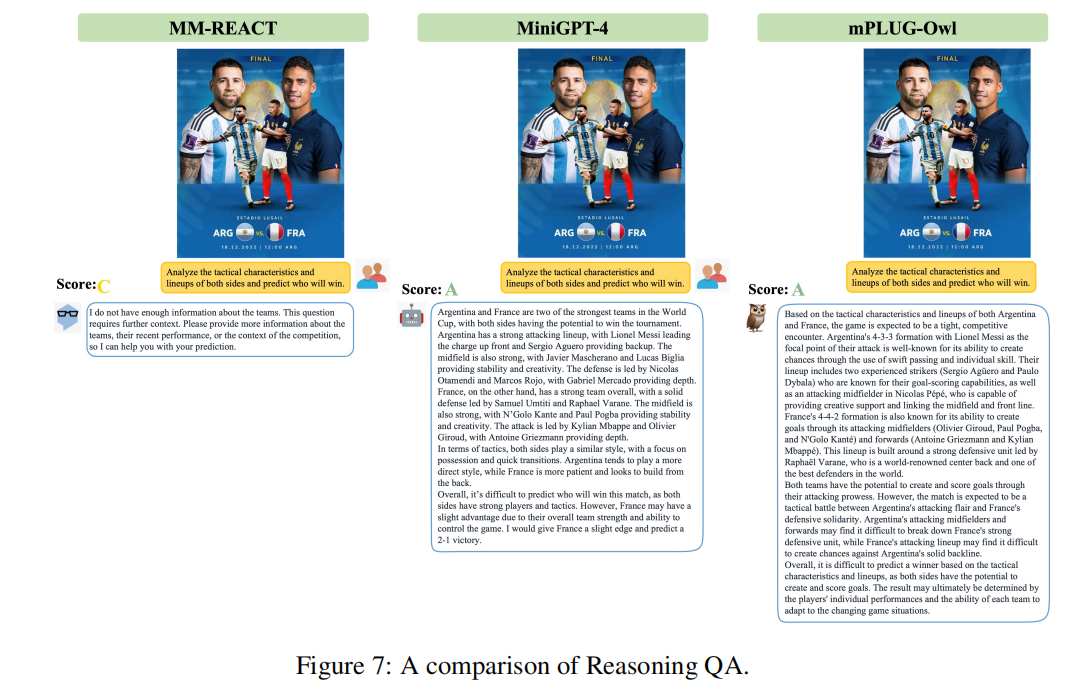 MM-REACT
FINAL
10
10
ESTADIO LUSAIL
ARG VS. FRA
18.12.2022 | 12:00 ARG
Analyze the tactical characteristics and
lineups of both sides and predict who will win.
Score:C
I do not have enough information about the teams. This question
requires further context. Please provide more information about the
teams, their recent performance, or the context of the competition,
so I can help you with your prediction.
MiniGPT-4
FINAL
10
10
ESTADIO LUSAIL
ARG VS. FRA
18.12.2022 | 12:00 ARG
Analyze the tactical characteristics and
lineups of both sides and predict who will win.
Score: A
Argentina and France are two of the strongest teams in the World
Cup, with both sides having the potential to win the tournament.
Argentina has a strong attacking lineup, with Lionel Messi leading
the charge up front and Sergio Aguero providing backup. The
midfield is also strong, with Javier Mascherano and Lucas Biglia
providing stability and creativity. The defense is led by Nicolas
Otamendi and Marcos Rojo, with Gabriel Mercado providing depth.
France, on the other hand, has a strong team overall, with a solid
defense led by Samuel Umtiti and Raphael Varane. The midfield is
also strong, with N'Golo Kante and Paul Pogba providing stability
and creativity. The attack is led by Kylian Mbappe and Olivier
Giroud, with Antoine Griezmann providing depth.
In terms of tactics, both sides play a similar style, with a focus on
possession and quick transitions. Argentina tends to play a more
direct style, while France is more patient and looks to build from
the back.
Overall, it's difficult to predict who will win this match, as both
sides have strong players and tactics. However, France may have a
slight advantage due to their overall team strength and ability to
control the game. I would give France a slight edge and predict a
2-1 victory.
mPLUG-Owl
FINAL
10
10
ESTADIO LUSAIL
ARG VS. FRA
18.12.2022 | 12:00 ARG
Analyze the tactical characteristics and
lineups of both sides and predict who will win.
Score: A
Based on the tactical characteristics and lineups of both Argentina
and France, the game is expected to be a tight, competitive
encounter. Argentina's 4-3-3 formation with Lionel Messi as the
focal point of their attack is well-known for its ability to create
chances through the use of swift passing and individual skill. Their
lineup includes two experienced strikers (Sergio Agüero and Paulo
Dybala) who are known for their goal-scoring capabilities, as well
as an attacking midfielder in Nicolas Pépé, who is capable of
providing creative support and linking the midfield and front line.
France's 4-4-2 formation is also known for its ability to create
goals through its attacking midfielders (Olivier Giroud, Paul Pogba,
and N'Golo Kanté) and forwards (Antoine Griezmann and Kylian
Mbappé). This lineup is built around a strong defensive unit led by
Raphaël Varane, who is a world-renowned center back and one of
the best defenders in the world.
Both teams have the potential to create and score goals through
their attacking prowess. However, the match is expected to be a
tactical battle between Argentina's attacking flair and France's
defensive solidarity. Argentina's attacking midfielders and
forwards may find it difficult to break down France's strong
defensive unit, while France's attacking lineup may find it difficult
to create chances against Argentina's solid backline.
Overall, it is difficult to predict a winner based on the tactical
characteristics and lineups, as both sides have the potential to
create and score goals. The result may ultimately be determined by
the players' individual performances and the ability of each team to
adapt to the changing game situations.
Figure 7: A comparison of Reasoning QA.